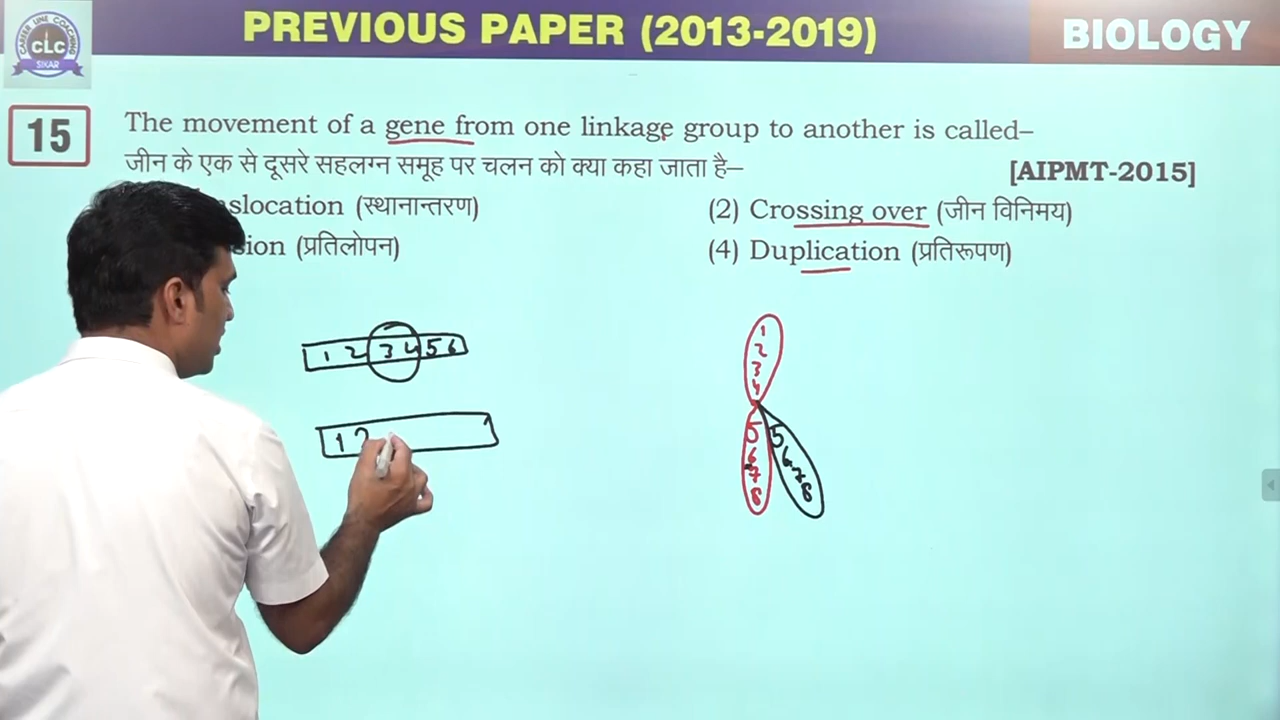 PREVIOUS PAPER (2013-2019)
BIOLOGY
CAREER LINE COACHING
CLC
SIKAR
15
The movement of a gene from one linkage group to another is called–
जीन के एक से दूसरे सहलग्न समूह पर चलन को क्या कहा जाता है–
[AIPMT-2015]
slocation (स्थानान्तरण)
(2) Crossing over (जीन विनिमय)
sion (प्रतिलोपन)
(4) Duplication (प्रतिरूपण)
1 2 3 4 5 6
1 2
1
2
3
4
5
6
7
8
5
6
7
8